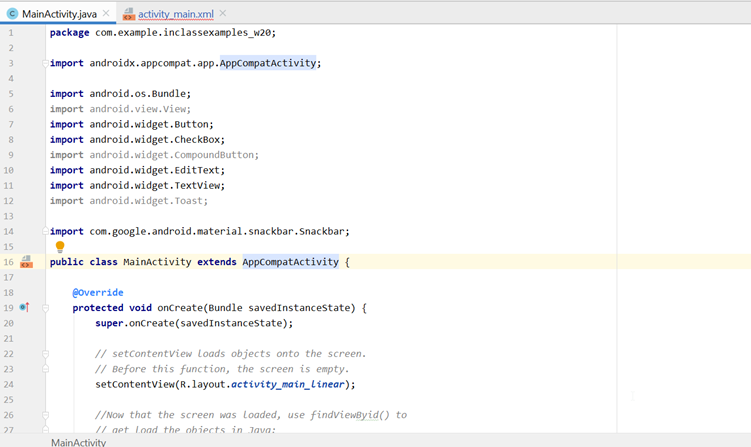 MainActivity.java
activity_main.xml
1 package com.example.inclassexamples_w20;
2
3 import androidx.appcompat.app.AppCompatActivity;
4
5 import android.os.Bundle;
6 import android.view.View;
7 import android.widget.Button;
8 import android.widget.CheckBox;
9 import android.widget.CompoundButton;
10 import android.widget.EditText;
11 import android.widget.TextView;
12 import android.widget.Toast;
13
14 import com.google.android.material.snackbar.Snackbar;
15
16 public class MainActivity extends AppCompatActivity {
17
18 @Override
19 protected void onCreate(Bundle savedInstanceState) {
20 super.onCreate(savedInstanceState);
21
22 // setContentView loads objects onto the screen.
23 // Before this function, the screen is empty.
24 setContentView(R.layout.activity_main_linear);
25
26 //Now that the screen was loaded, use findViewByid() to
27 // get load the objects in Java:
MainActivity